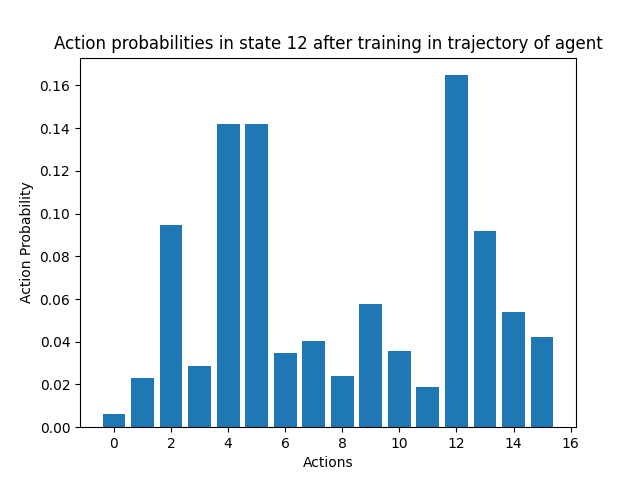 Action probabilities in state 12 after training in trajectory of agent
0.16
0.14
0.12
0.10
0.08
0.06
0.04
0.02
0.00
Action Probability
0 2 4 6 8 10 12 14 16
Actions